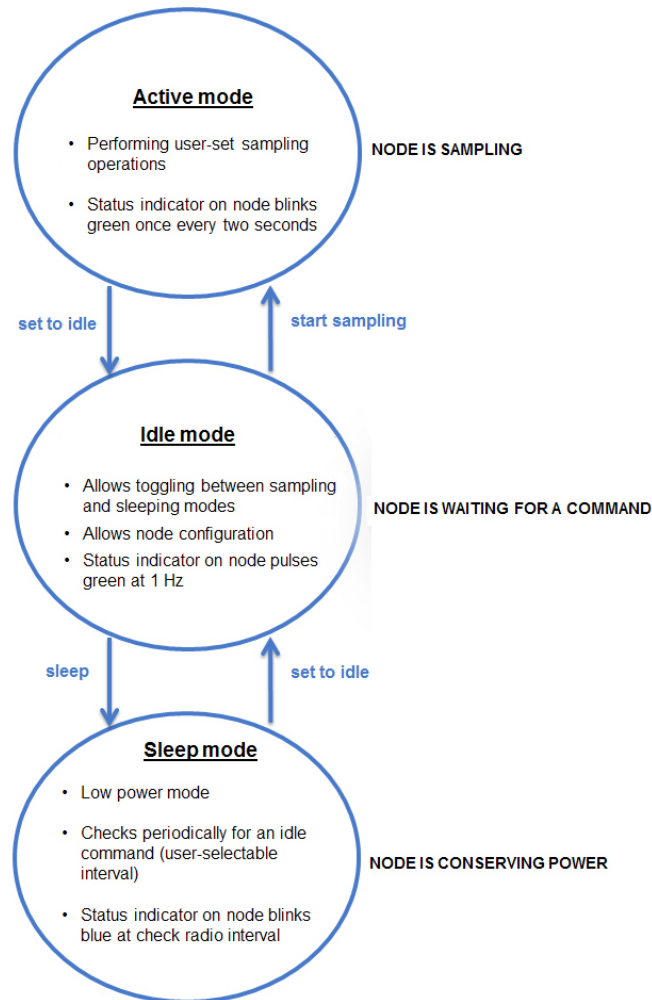 Active mode
• Performing user-set sampling
operations
• Status indicator on node blinks
green once every two seconds
NODE IS SAMPLING
set to idle
start sampling
Idle mode
• Allows toggling between sampling
and sleeping modes
• Allows node configuration
• Status indicator on node pulses
green at 1 Hz
NODE IS WAITING FOR A COMMAND
sleep
set to idle
Sleep mode
• Low power mode
• Checks periodically for an idle
command (user-selectable
interval)
• Status indicator on node blinks
blue at check radio interval
NODE IS CONSERVING POWER